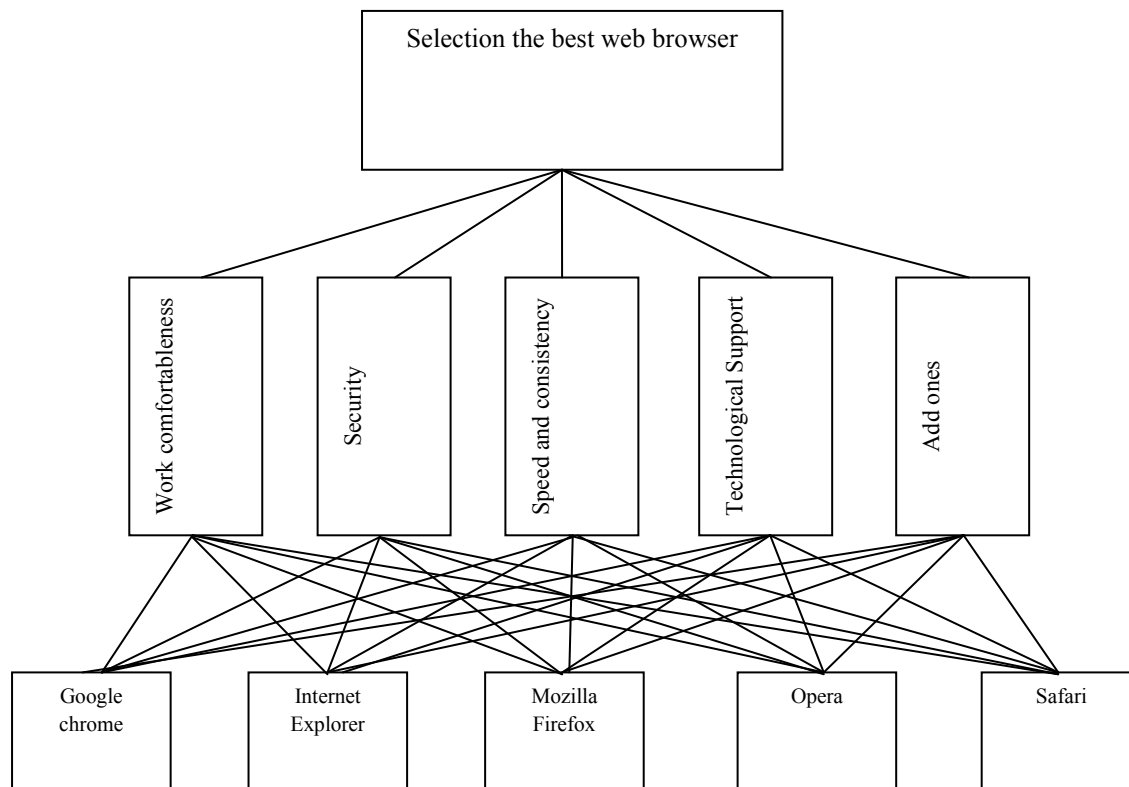 Selection the best web browser
Work comfortableness
Security
Speed and consistency
Technological Support
Add ones
Google
chrome
Internet
Explorer
Mozilla
Firefox
Opera
Safari